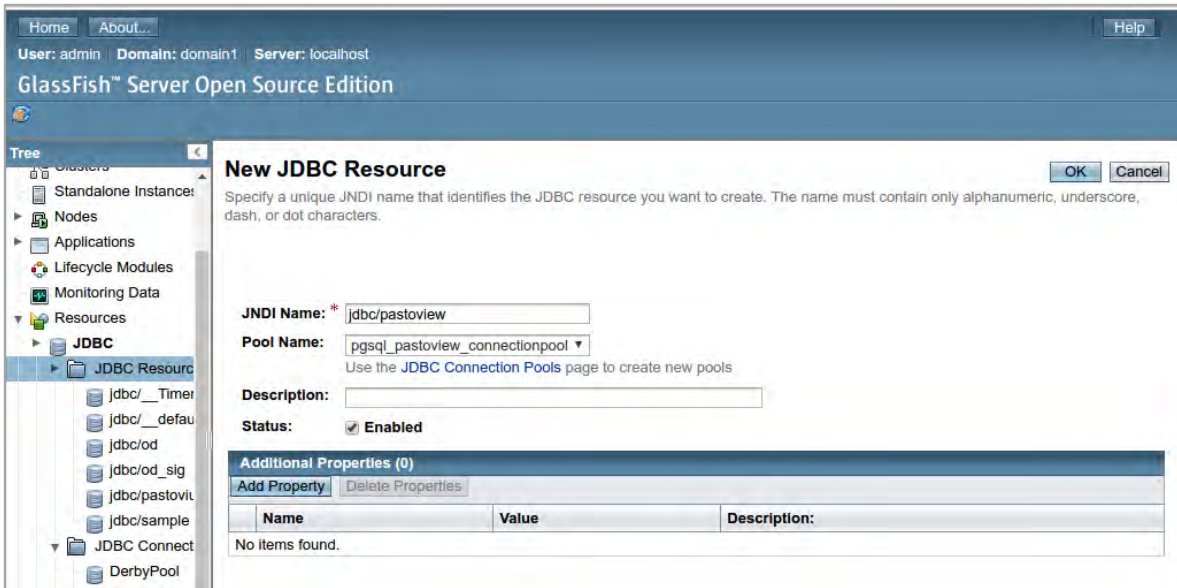 Home About... Help
User: admin Domain: domain1 Server: localhost
GlassFish™ Server Open Source Edition
Tree
Clusters
Standalone Instances
Nodes
Applications
Lifecycle Modules
Monitoring Data
Resources
JDBC
JDBC Resourc
jdbc/__Timer
jdbc/__defau
jdbc/od
jdbc/od_sig
jdbc/pastoviu
jdbc/sample
JDBC Connect
DerbyPool
New JDBC Resource
OK Cancel
Specify a unique JNDI name that identifies the JDBC resource you want to create. The name must contain only alphanumeric, underscore,
dash, or dot characters.
JNDI Name: * jdbc/pastoview
Pool Name: pgsql_pastoview_connectionpool
Use the JDBC Connection Pools page to create new pools
Description:
Status: Enabled
Additional Properties (0)
Add Property Delete Properties
Name Value Description:
No items found.